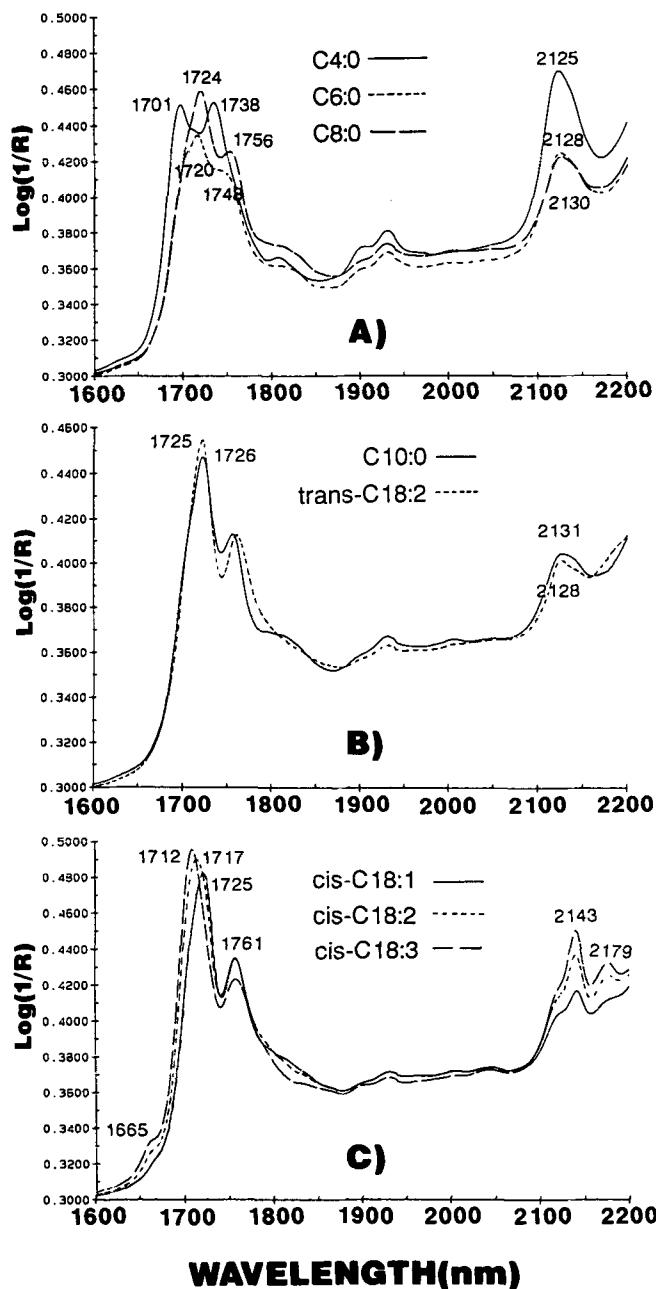 0.5000
0.4800
0.4600
0.4400
0.4200
0.4000
0.3800
0.3600
0.3400
0.3200
0.3000
Log(1/R)
1701
1724
1738
1756
1720
1748
C4:0
C6:0
C8:0
2125
2128
2130
A)
1600 1700 1800 1900 2000 2100 2200
0.4600
0.4400
0.4200
0.4000
0.3800
0.3600
0.3400
0.3200
0.3000
Log(1/R)
1725
1726
C10:0
trans-C18:2
2131
2128
B)
1600 1700 1800 1900 2000 2100 2200
0.5000
0.4800
0.4600
0.4400
0.4200
0.4000
0.3800
0.3600
0.3400
0.3200
0.3000
Log(1/R)
1712
1717
1725
1761
1665
cis-C18:1
cis-C18:2
cis-C18:3
2143
2179
C)
1600 1700 1800 1900 2000 2100 2200
WAVELENGTH(nm)